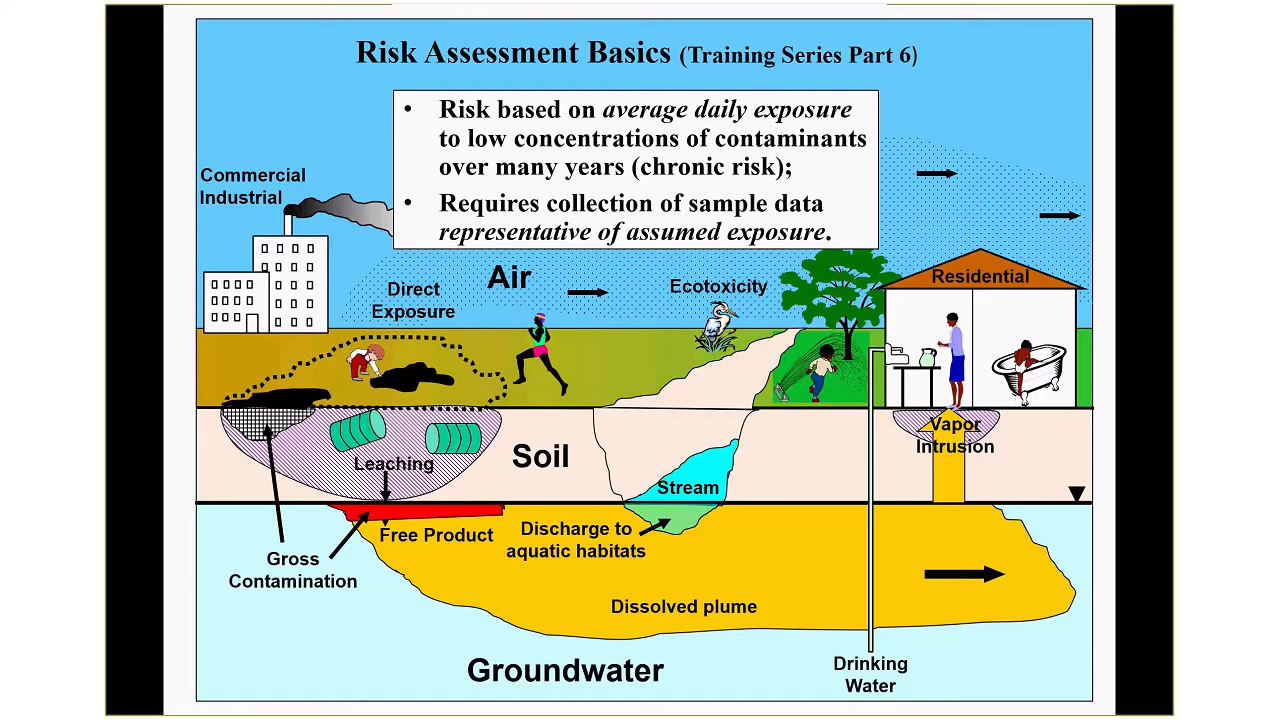 Risk Assessment Basics (Training Series Part 6)
• Risk based on average daily exposure
to low concentrations of contaminants
over many years (chronic risk);
• Requires collection of sample data
representative of assumed exposure.
Commercial
Industrial
Air
Direct
Exposure
Ecotoxicity
Residential
Vapor
Intrusion
Soil
Leaching
Stream
Free Product
Discharge to
aquatic habitats
Gross
Contamination
Dissolved plume
Groundwater
Drinking
Water